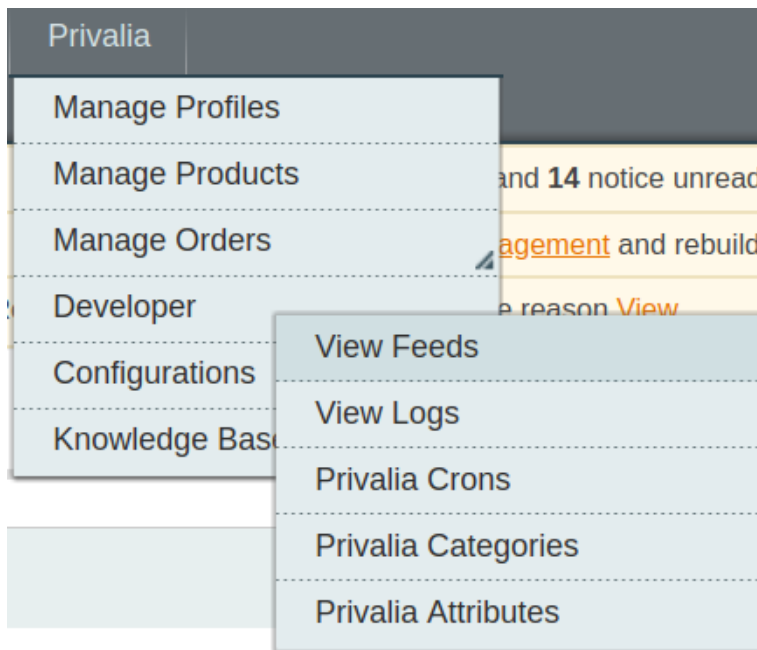 Privalia
Manage Profiles
Manage Products
and 14 notice unread
Manage Orders
agement and rebuild
Developer
e reason View
View Feeds
Configurations
View Logs
Knowledge Base
Privalia Crons
Privalia Categories
Privalia Attributes